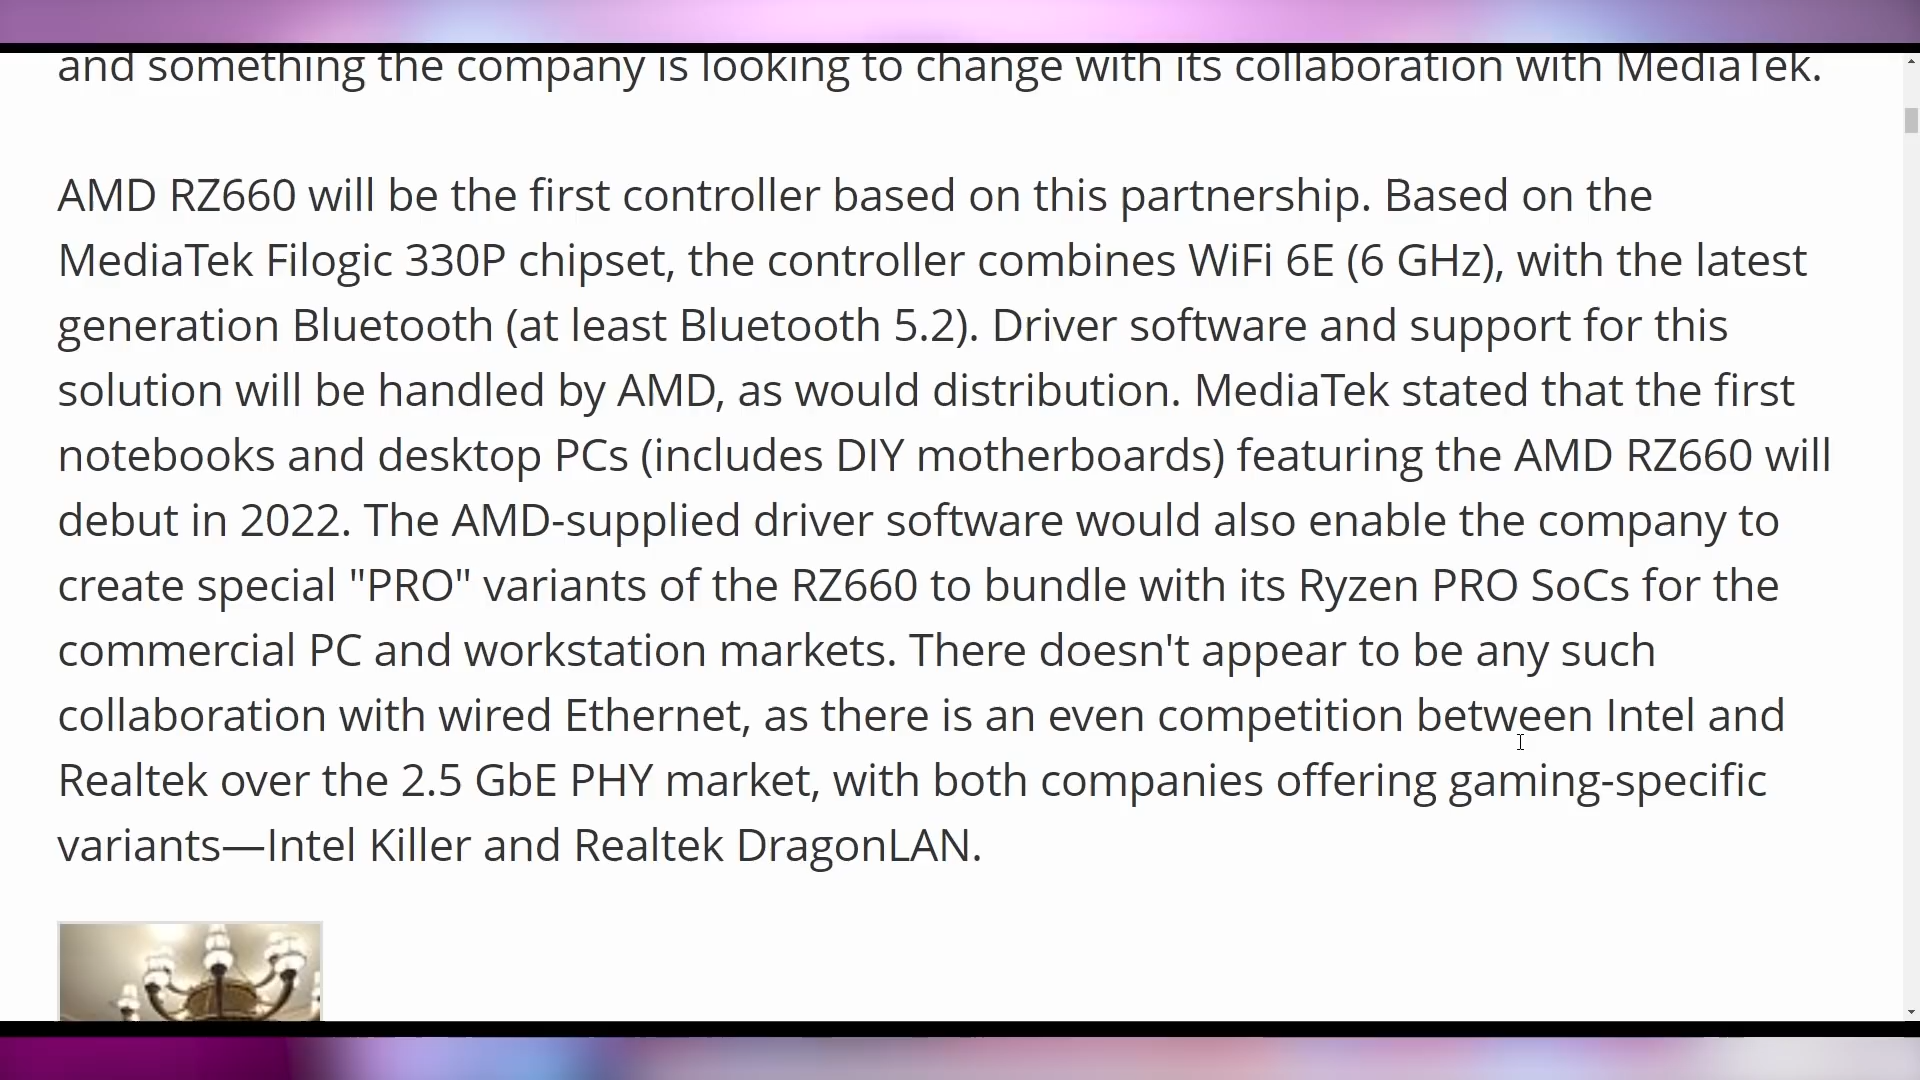 and something the company is looking to change with its collaboration with MediaTek.
AMD RZ660 will be the first controller based on this partnership. Based on the
MediaTek Filogic 330P chipset, the controller combines WiFi 6E (6 GHz), with the latest
generation Bluetooth (at least Bluetooth 5.2). Driver software and support for this
solution will be handled by AMD, as would distribution. MediaTek stated that the first
notebooks and desktop PCs (includes DIY motherboards) featuring the AMD RZ660 will
debut in 2022. The AMD-supplied driver software would also enable the company to
create special "PRO" variants of the RZ660 to bundle with its Ryzen PRO SoCs for the
commercial PC and workstation markets. There doesn't appear to be any such
collaboration with wired Ethernet, as there is an even competition between Intel and
Realtek over the 2.5 GbE PHY market, with both companies offering gaming-specific
variants—Intel Killer and Realtek DragonLAN.